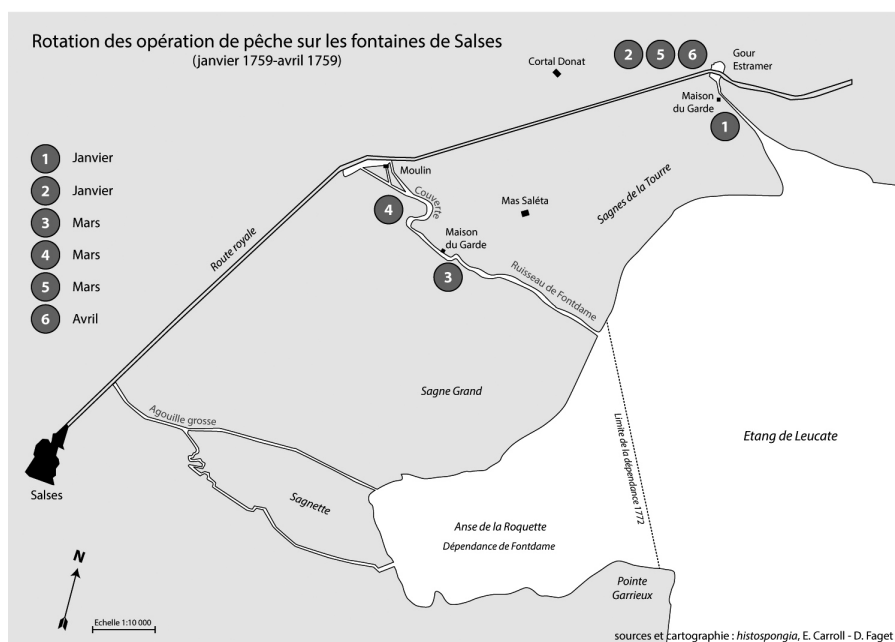 Rotation des opération de pêche sur les fontaines de Salses
(janvier 1759-avril 1759)
Cortal Donat
2
5
6
Gour
Estramer
Maison
du Garde
1
1 Janvier
2 Janvier
3 Mars
4 Mars
5 Mars
6 Avril
Moulin
Couverte
4
Mas Saléta
Sagnes de la Tourre
Maison
du Garde
3
Route royale
Ruisseau de Fontdame
Sagne Grand
Agouille grosse
Limite de la dépendance 1772
Etang de Leucate
Salses
Sagnette
Anse de la Roquette
Dépendance de Fontdame
N
Pointe
Garrieux
Echelle 1:10 000
sources et cartographie : histospongia, E. Carroll - D. Faget